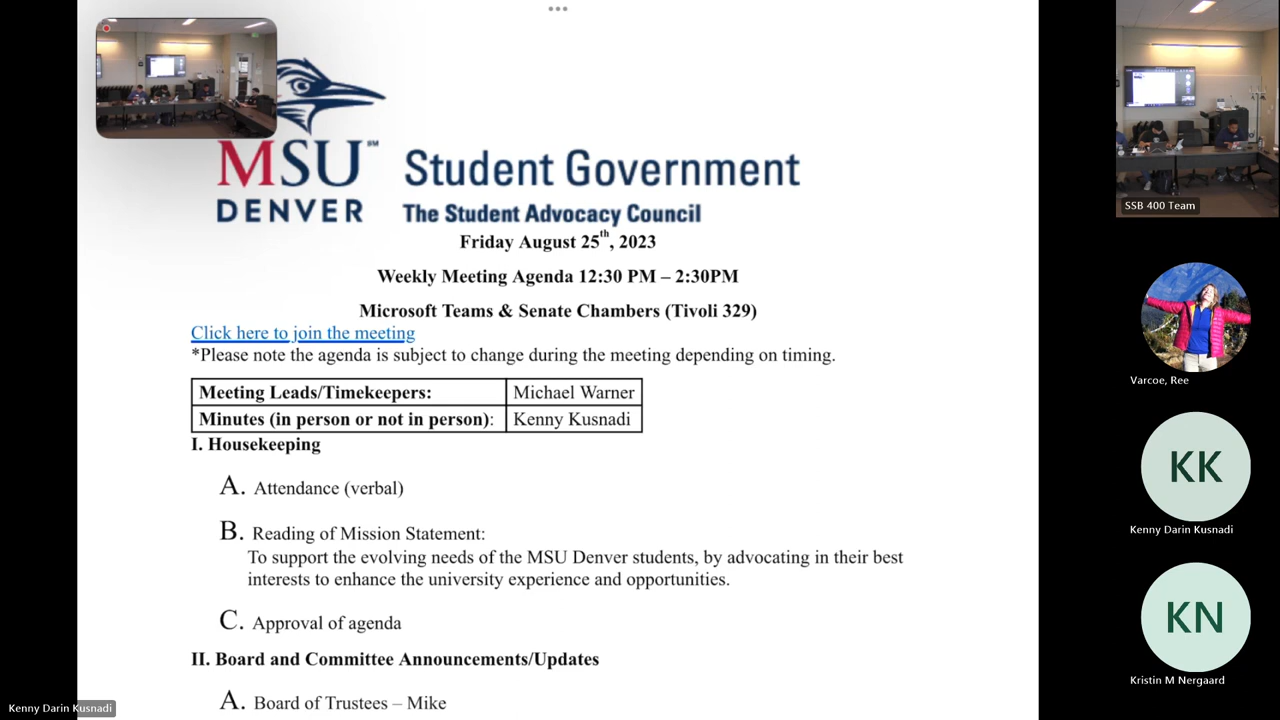 MSU℠
DENVER
Student Government
The Student Advocacy Council
Friday August 25th, 2023
Weekly Meeting Agenda 12:30 PM – 2:30PM
Microsoft Teams & Senate Chambers (Tivoli 329)
Click here to join the meeting
*Please note the agenda is subject to change during the meeting depending on timing.
Meeting Leads/Timekeepers: Michael Warner
Minutes (in person or not in person): Kenny Kusnadi
I. Housekeeping
A. Attendance (verbal)
B. Reading of Mission Statement:
To support the evolving needs of the MSU Denver students, by advocating in their best
interests to enhance the university experience and opportunities.
C. Approval of agenda
II. Board and Committee Announcements/Updates
A. Board of Trustees – Mike
Kenny Darin Kusnadi
SSB 400 Team
Varcoe, Ree
KK
Kenny Darin Kusnadi
KN
Kristin M Nergaard